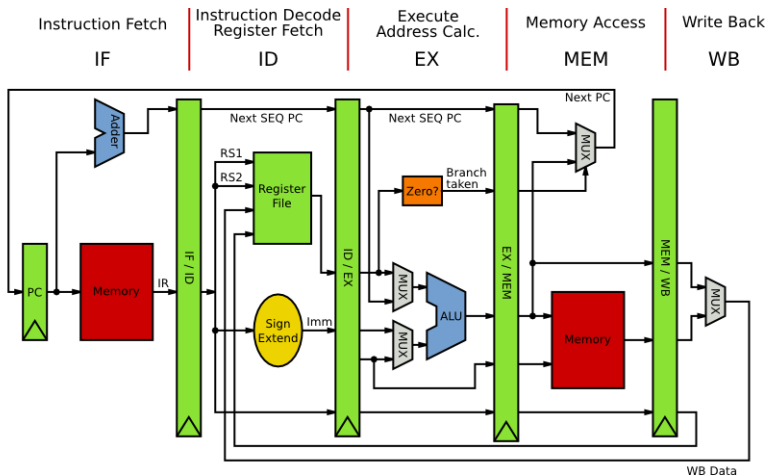 Instruction Fetch
Instruction Decode
Register Fetch
Execute
Address Calc.
Memory Access
Write Back
IF
ID
EX
MEM
WB
Next PC
Adder
Next SEQ PC
Next SEQ PC
MUX
RS1
RS2
Register
File
Branch
taken
Zero?
IF / ID
ID / EX
EX / MEM
MEM / WB
PC
Memory
IR
MUX
MUX
Sign
Extend
Imm
MUX
ALU
Memory
WB Data